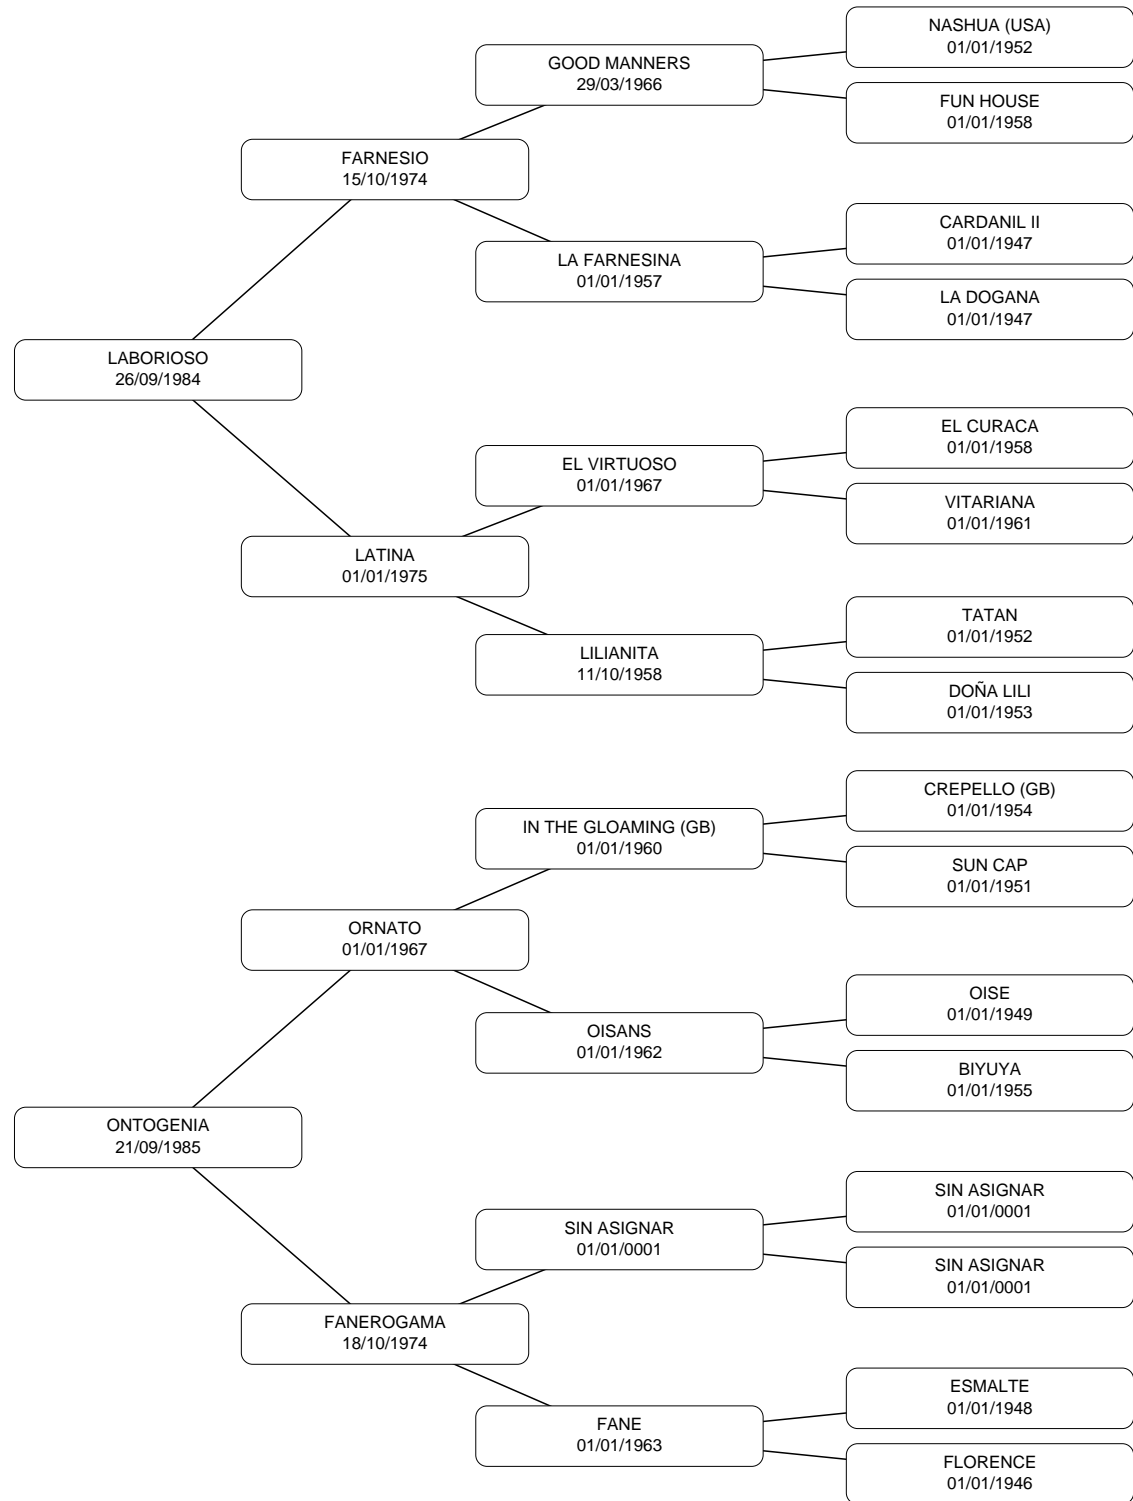 NASHUA (USA)
01/01/1952
GOOD MANNERS
29/03/1966
FUN HOUSE
01/01/1958
FARNESIO
15/10/1974
CARDANIL II
01/01/1947
LA FARNESINA
01/01/1957
LA DOGANA
01/01/1947
LABORIOSO
26/09/1984
EL CURACA
01/01/1958
EL VIRTUOSO
01/01/1967
VITARIANA
01/01/1961
LATINA
01/01/1975
TATAN
01/01/1952
LILIANITA
11/10/1958
DOÑA LILI
01/01/1953
CREPELLO (GB)
01/01/1954
IN THE GLOAMING (GB)
01/01/1960
SUN CAP
01/01/1951
ORNATO
01/01/1967
OISE
01/01/1949
OISANS
01/01/1962
BIYUYA
01/01/1955
ONTOGENIA
21/09/1985
SIN ASIGNAR
01/01/0001
SIN ASIGNAR
01/01/0001
SIN ASIGNAR
01/01/0001
FANEROGAMA
18/10/1974
ESMALTE
01/01/1948
FANE
01/01/1963
FLORENCE
01/01/1946